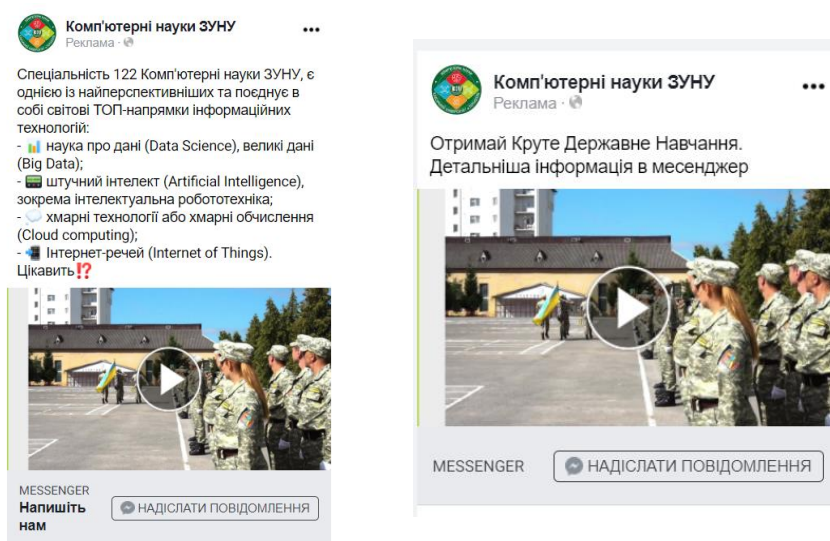 Комп'ютерні науки ЗУНУ
Реклама ·
Спеціальність 122 Комп'ютерні науки ЗУНУ, є
однією із найперспективніших та поєднує в
собі світові ТОП-напрямки інформаційних
технологій:
- наука про дані (Data Science), великі дані
(Big Data);
- штучний інтелект (Artificial Intelligence),
зокрема інтелектуальна робототехніка;
- хмарні технології або хмарні обчислення
(Cloud computing);
- Інтернет-речей (Internet of Things).
Цікавить⁉
MESSENGER
Напишіть
нам
НАДІСЛАТИ ПОВІДОМЛЕННЯ
Комп'ютерні науки ЗУНУ
Реклама ·
Отримай Круте Державне Навчання.
Детальніша інформація в месенджер
MESSENGER
НАДІСЛАТИ ПОВІДОМЛЕННЯ